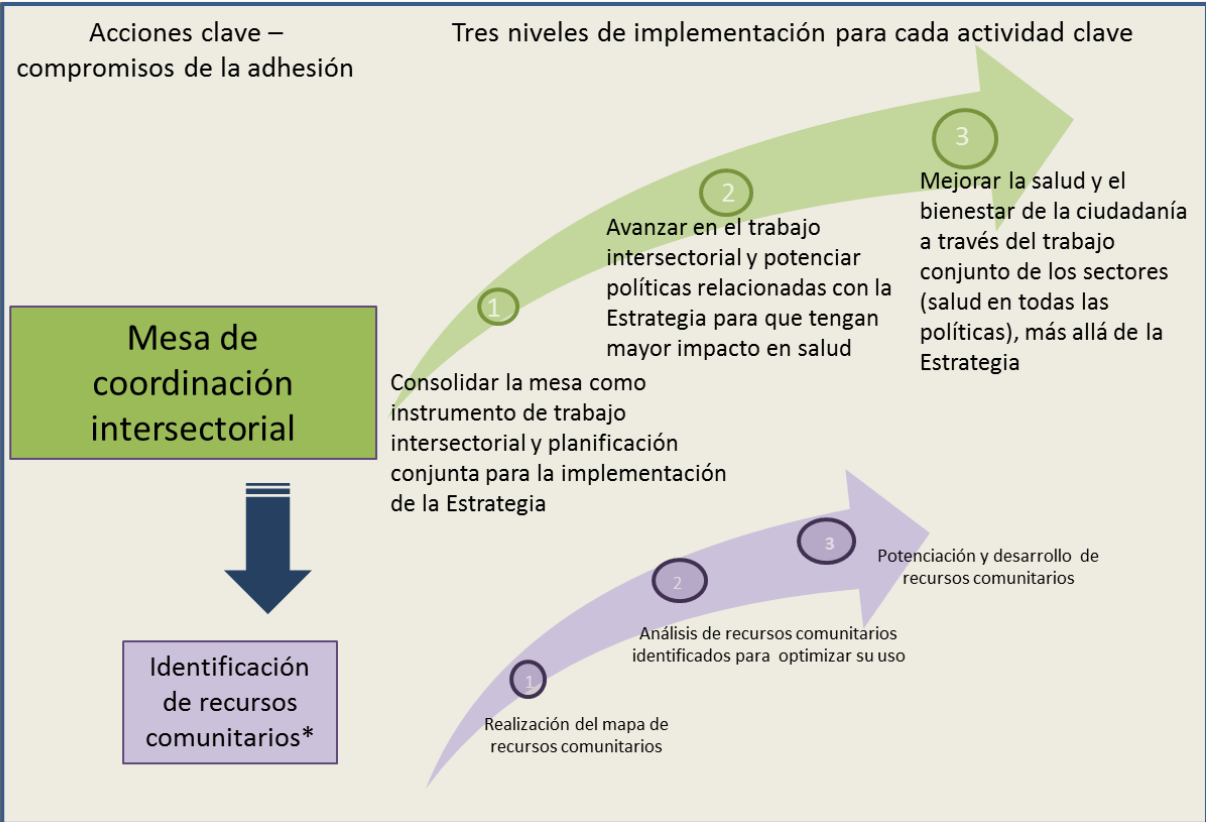 Acciones clave –
compromisos de la adhesión
Tres niveles de implementación para cada actividad clave
Mesa de
coordinación
intersectorial
1
Consolidar la mesa como
instrumento de trabajo
intersectorial y planificación
conjunta para la implementación
de la Estrategia
2
Avanzar en el trabajo
intersectorial y potenciar
políticas relacionadas con la
Estrategia para que tengan
mayor impacto en salud
3
Mejorar la salud y el
bienestar de la ciudadanía
a través del trabajo
conjunto de los sectores
(salud en todas las
políticas), más allá de la
Estrategia
Identificación
de recursos
comunitarios*
1
Realización del mapa de
recursos comunitarios
2
Análisis de recursos comunitarios
identificados para optimizar su uso
3
Potenciación y desarrollo de
recursos comunitarios